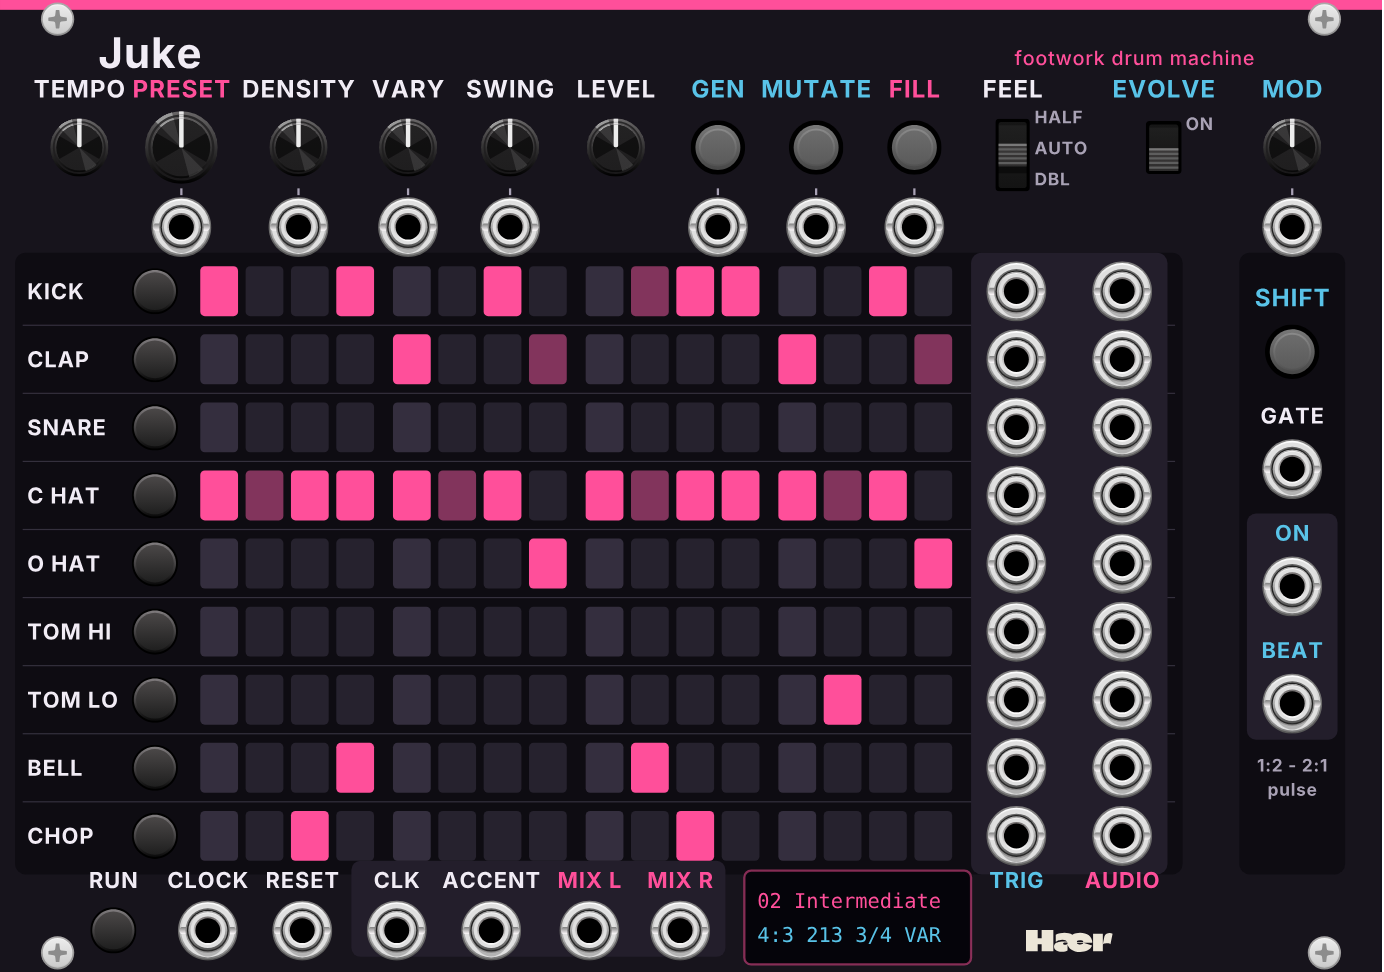 Juke
footwork drum machine
TEMPO PRESET DENSITY VARY SWING LEVEL GEN MUTATE FILL FEEL EVOLVE MOD
HALF
ON
AUTO
DBL
KICK
SHIFT
CLAP
GATE
SNARE
C HAT
ON
O HAT
TOM HI
BEAT
TOM LO
BELL
1:2 - 2:1
pulse
CHOP
RUN CLOCK RESET CLK ACCENT MIX L MIX R TRIG AUDIO
02 Intermediate
4:3 213 3/4 VAR
Hær